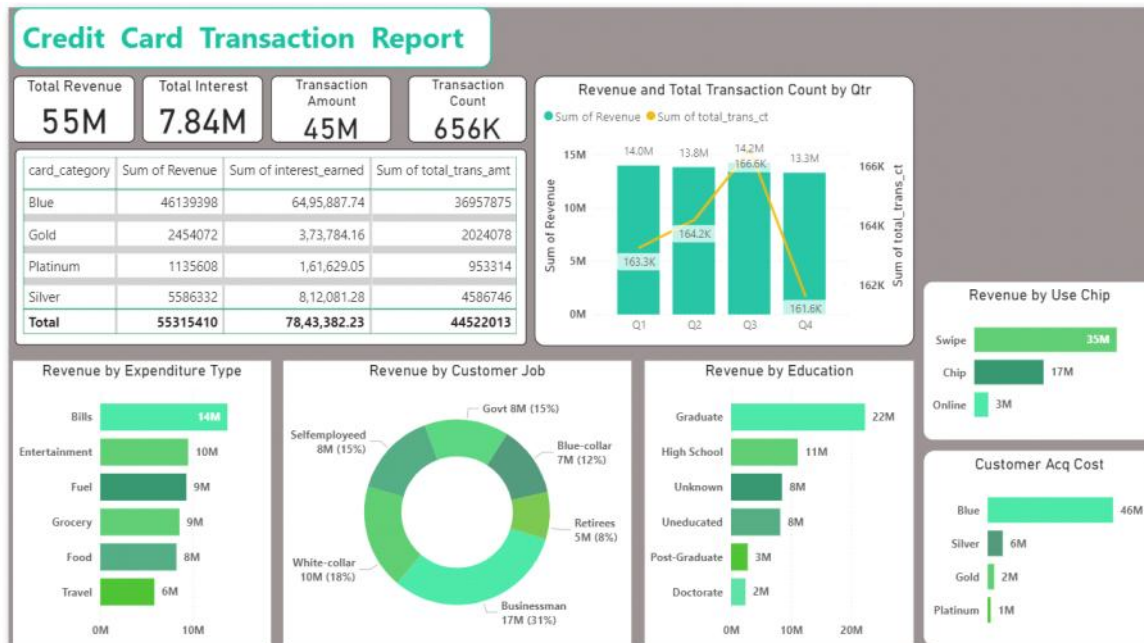 Credit Card Transaction Report
Total Revenue
55M
Total Interest
7.84M
Transaction
Amount
45M
Transaction
Count
656K
card_category Sum of Revenue Sum of interest_earned Sum of total_trans_amt
Blue 46139398 64,95,887.74 36957875
Gold 2454072 3,73,784.16 2024078
Platinum 1135608 1,61,629.05 953314
Silver 5586332 8,12,081.28 4586746
Total 55315410 78,43,382.23 44522013
Revenue and Total Transaction Count by Qtr
Sum of Revenue Sum of total_trans_ct
Sum of Revenue
15M
10M
5M
0M
14.0M 13.8M 14.2M 13.3M
163.3K 164.2K 166.6K 161.6K
Q1 Q2 Q3 Q4
166K
164K
162K
Sum of total_trans_ct
Revenue by Use Chip
Swipe 35M
Chip 17M
Online 3M
Revenue by Expenditure Type
Bills 14M
Entertainment 10M
Fuel 9M
Grocery 9M
Food 8M
Travel 6M
0M 10M
Revenue by Customer Job
Govt 8M (15%)
Blue-collar
7M (12%)
Retirees
5M (8%)
Businessman
17M (31%)
White-collar
10M (18%)
Selfemployeed
8M (15%)
Revenue by Education
Graduate 22M
High School 11M
Unknown 8M
Uneducated 8M
Post-Graduate 3M
Doctorate 2M
0M 10M 20M
Customer Acq Cost
Blue 46M
Silver 6M
Gold 2M
Platinum 1M